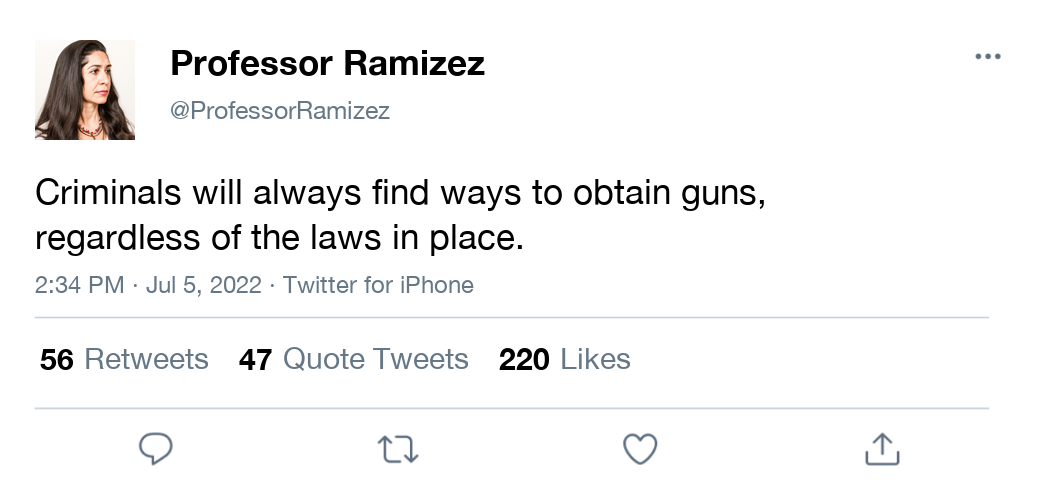 Professor Ramizez
@ProfessorRamizez
Criminals will always find ways to obtain guns,
regardless of the laws in place.
2:34 PM · Jul 5, 2022 · Twitter for iPhone
56 Retweets 47 Quote Tweets 220 Likes